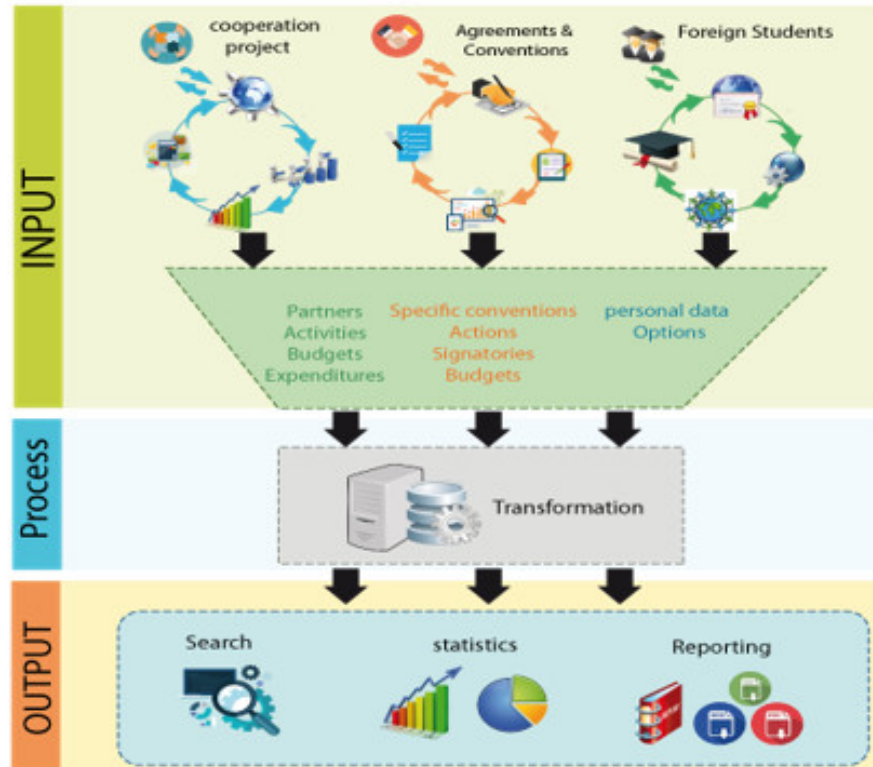 INPUT
cooperation
project
Agreements &
Conventions
Foreign Students
Partners
Activities
Budgets
Expenditures
Specific conventions
Actions
Signatories
Budgets
personal data
Options
Process
Transformation
OUTPUT
Search
statistics
Reporting